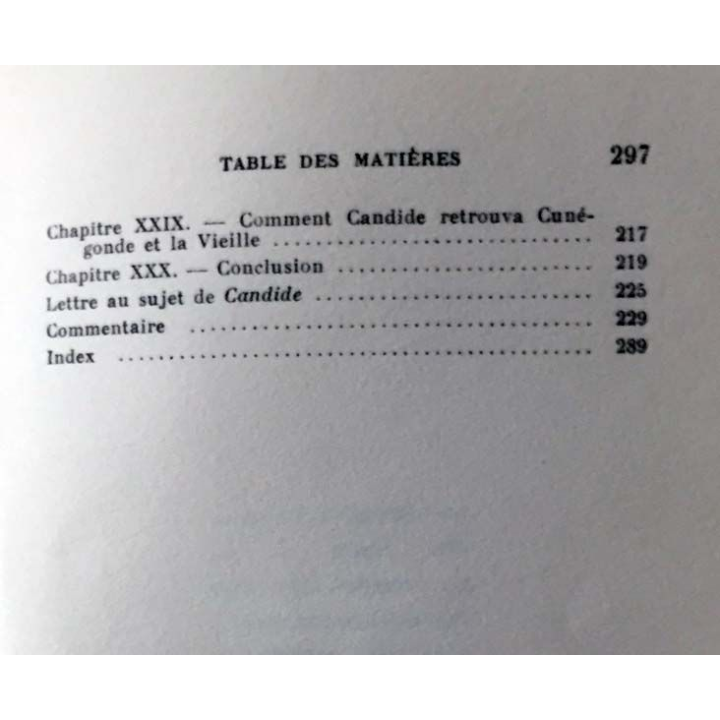 TABLE DES MATIÈRES 297
Chapitre XXIX. — Comment Candide retrouva Cuné-
gonde et la Vieille .............................. 217
Chapitre XXX. — Conclusion ........................ 219
Lettre au sujet de Candide .......................... 225
Commentaire ...................................... 229
Index ............................................ 289